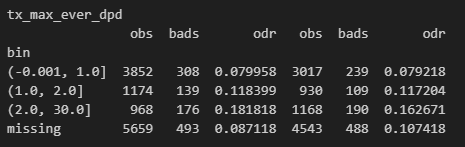 tx_max_ever_dpd
obs bads odr obs bads odr
bin
(-0.001, 1.0] 3852 308 0.079958 3017 239 0.079218
(1.0, 2.0] 1174 139 0.118399 930 109 0.117204
(2.0, 30.0] 968 176 0.181818 1168 190 0.162671
missing 5659 493 0.087118 4543 488 0.107418